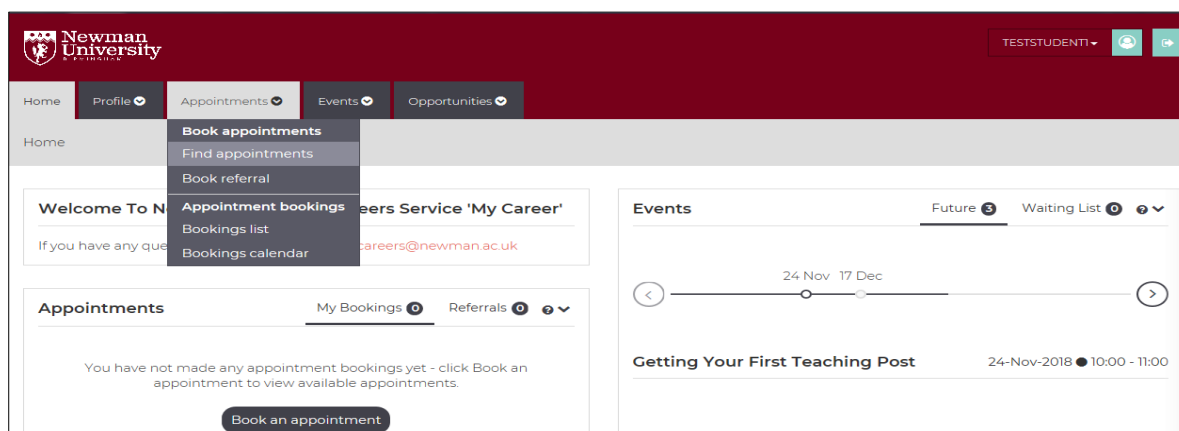 Newman
University
BIRMINGHAM
TESTSTUDENT1
Home
Profile
Appointments
Events
Opportunities
Home
Book appointments
Find appointments
Book referral
Appointment bookings
Bookings list
Bookings calendar
Welcome To N
eers Service 'My Career'
If you have any que
careers@newman.ac.uk
Appointments
My Bookings 0
Referrals 0
You have not made any appointment bookings yet - click Book an
appointment to view available appointments.
Book an appointment
Events
Future 3
Waiting List 0
24 Nov 17 Dec
Getting Your First Teaching Post
24-Nov-2018 ● 10:00 - 11:00